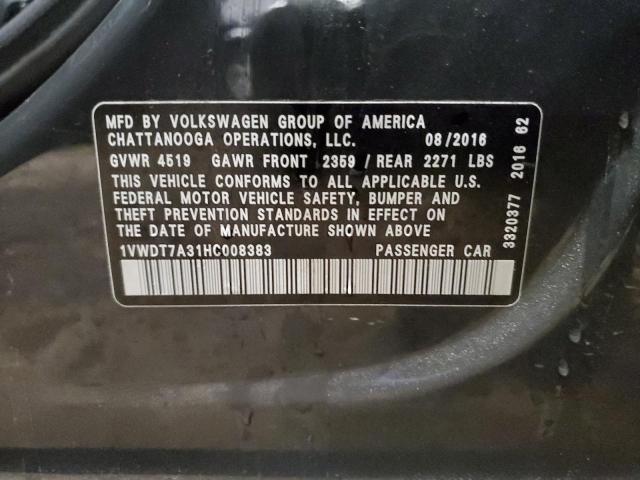 MFD BY VOLKSWAGEN GROUP OF AMERICA
CHATTANOOGA OPERATIONS, LLC. 08/2016
GVWR 4519 GAWR FRONT 2359 / REAR 2271 LBS
THIS VEHICLE CONFORMS TO ALL APPLICABLE U.S.
FEDERAL MOTOR VEHICLE SAFETY, BUMPER AND
THEFT PREVENTION STANDARDS IN EFFECT ON
THE DATE OF MANUFACTURE SHOWN ABOVE
1VWDT7A31HC008383 PASSENGER CAR
3320377 2016 62